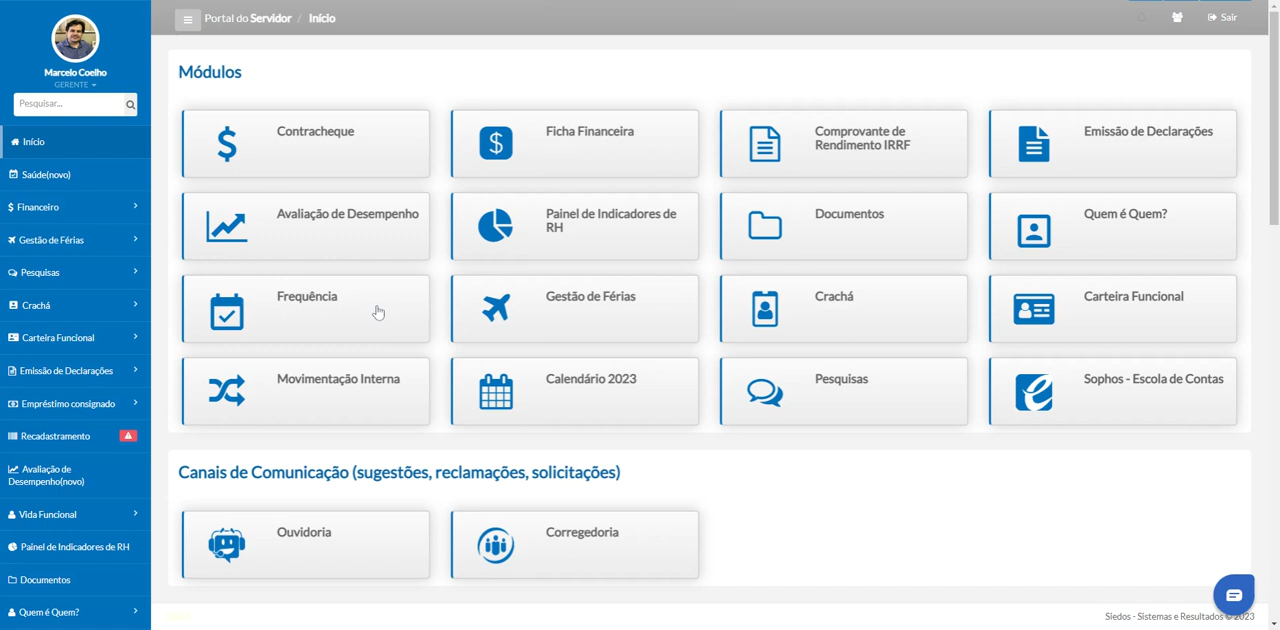 Portal do Servidor / Início
Sair
Marcelo Coelho
GERENTE
Pesquisar...
Início
Saúde(novo)
Financeiro
Gestão de Férias
Pesquisas
Crachá
Carteira Funcional
Emissão de Declarações
Empréstimo consignado
Recadastramento
Avaliação de
Desempenho(novo)
Vida Funcional
Painel de Indicadores de RH
Documentos
Quem é Quem?
Módulos
Contracheque
Ficha Financeira
Comprovante de
Rendimento IRRF
Emissão de Declarações
Avaliação de Desempenho
Painel de Indicadores de
RH
Documentos
Quem é Quem?
Frequência
Gestão de Férias
Crachá
Carteira Funcional
Movimentação Interna
Calendário 2023
Pesquisas
Sophos - Escola de Contas
Canais de Comunicação (sugestões, reclamações, solicitações)
Ouvidoria
Corregedoria
Siedos - Sistemas e Resultados © 2023